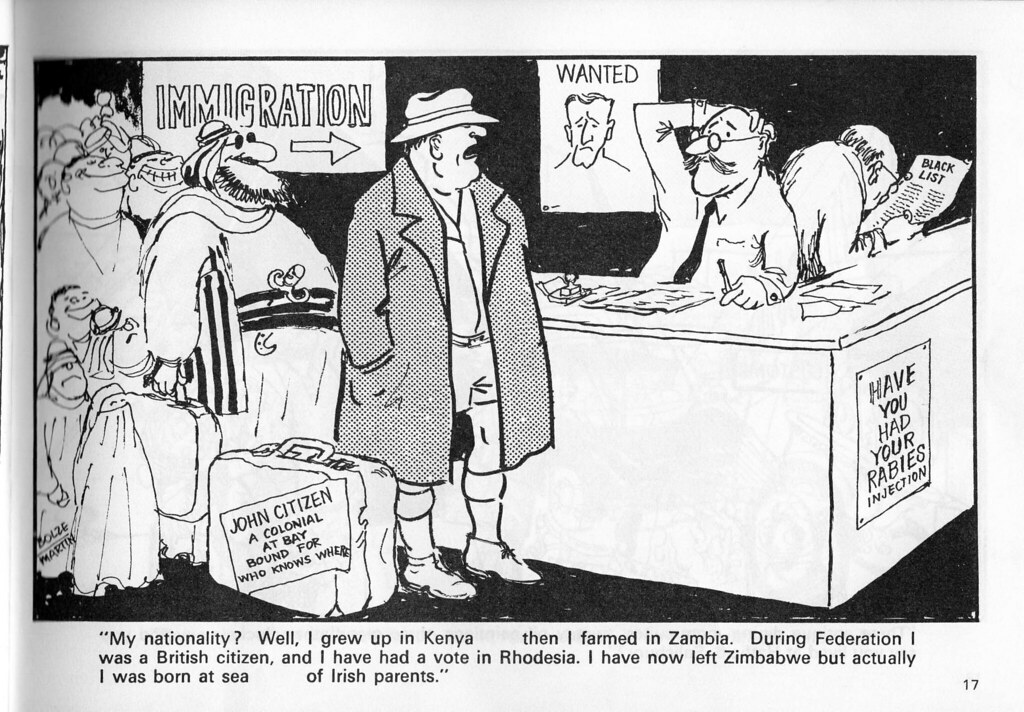 IMMIGRATION
WANTED
BLACK
LIST
HAVE
YOU
HAD
YOUR
RABIES
INJECTION
JOHN CITIZEN
A COLONIAL
AT BAY
BOUND FOR
WHO KNOWS WHERE
BOLZE
MARTIN
"My nationality? Well, I grew up in Kenya then I farmed in Zambia. During Federation I
was a British citizen, and I have had a vote in Rhodesia. I have now left Zimbabwe but actually
I was born at sea of Irish parents."
17